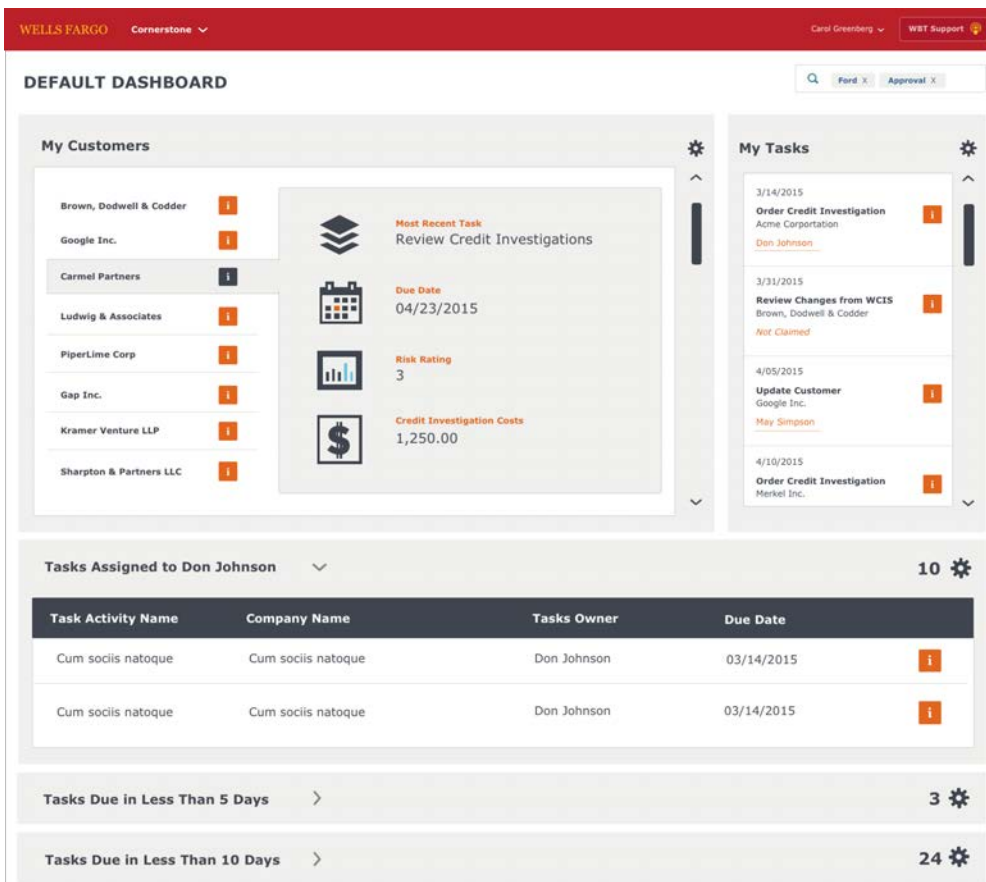 WELLS FARGO Cornerstone
Carol Greenberg
WBT Support
DEFAULT DASHBOARD
Ford X Approval X
My Customers
Brown, Dodwell & Codder
Google Inc.
Carmel Partners
Ludwig & Associates
PiperLime Corp
Gap Inc.
Kramer Venture LLP
Sharpton & Partners LLC
Most Recent Task
Review Credit Investigations
Due Date
04/23/2015
Risk Rating
3
Credit Investigation Costs
1,250.00
My Tasks
3/14/2015
Order Credit Investigation
Acme Corportation
Don Johnson
3/31/2015
Review Changes from WCIS
Brown, Dodwell & Codder
Not Claimed
4/05/2015
Update Customer
Google Inc.
May Simpson
4/10/2015
Order Credit Investigation
Merkel Inc.
Tasks Assigned to Don Johnson 10
Task Activity Name Company Name Tasks Owner Due Date
Cum sociis natoque Cum sociis natoque Don Johnson 03/14/2015
Cum sociis natoque Cum sociis natoque Don Johnson 03/14/2015
Tasks Due in Less Than 5 Days 3
Tasks Due in Less Than 10 Days 24